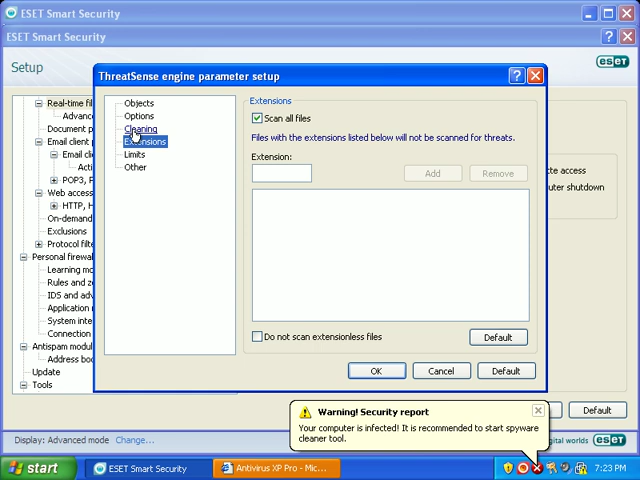 ESET Smart Security
ESET Smart Security
Setup
eset
ThreatSense engine parameter setup
Real-time fil
Advanc
Document p
Email client p
Email clie
Acti
POP3, P
Web access
HTTP, H
On-demand
Exclusions
Protocol filte
Personal firewal
Learning mo
Rules and zo
IDS and adv
Application m
System inte
Connection
Antispam modul
Address boo
Update
Tools
Objects
Options
Cleaning
Extensions
Limits
Other
Extensions
Scan all files
Files with the extensions listed below will not be scanned for threats.
Extension:
Add
Remove
Do not scan extensionless files
Default
OK
Cancel
Default
cte access
uter shutdown
Default
Warning! Security report
Your computer is infected! It is recommended to start spyware
cleaner tool.
Display: Advanced mode Change...
gital worlds eset
start
ESET Smart Security
Antivirus XP Pro - Mic...
7:23 PM